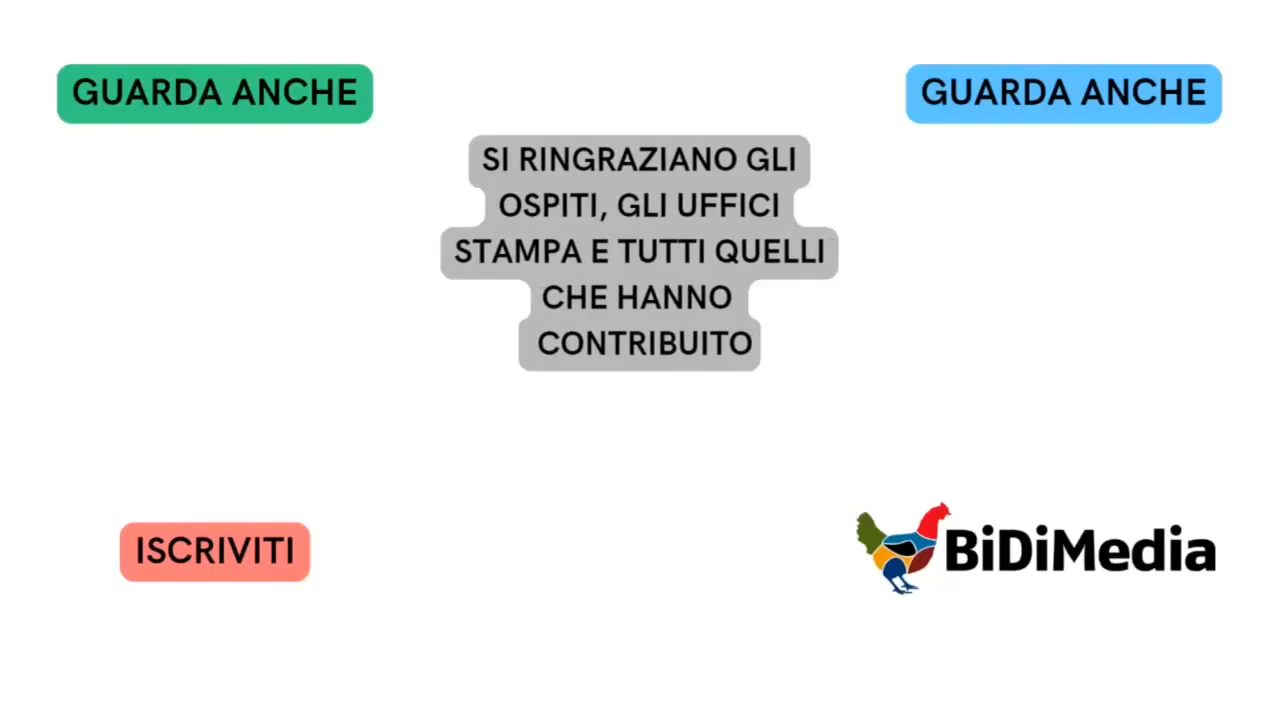 GUARDA ANCHE
GUARDA ANCHE
SI RINGRAZIANO GLI
OSPITI, GLI UFFICI
STAMPA E TUTTI QUELLI
CHE HANNO
CONTRIBUITO
ISCRIVITI
BiDiMedia